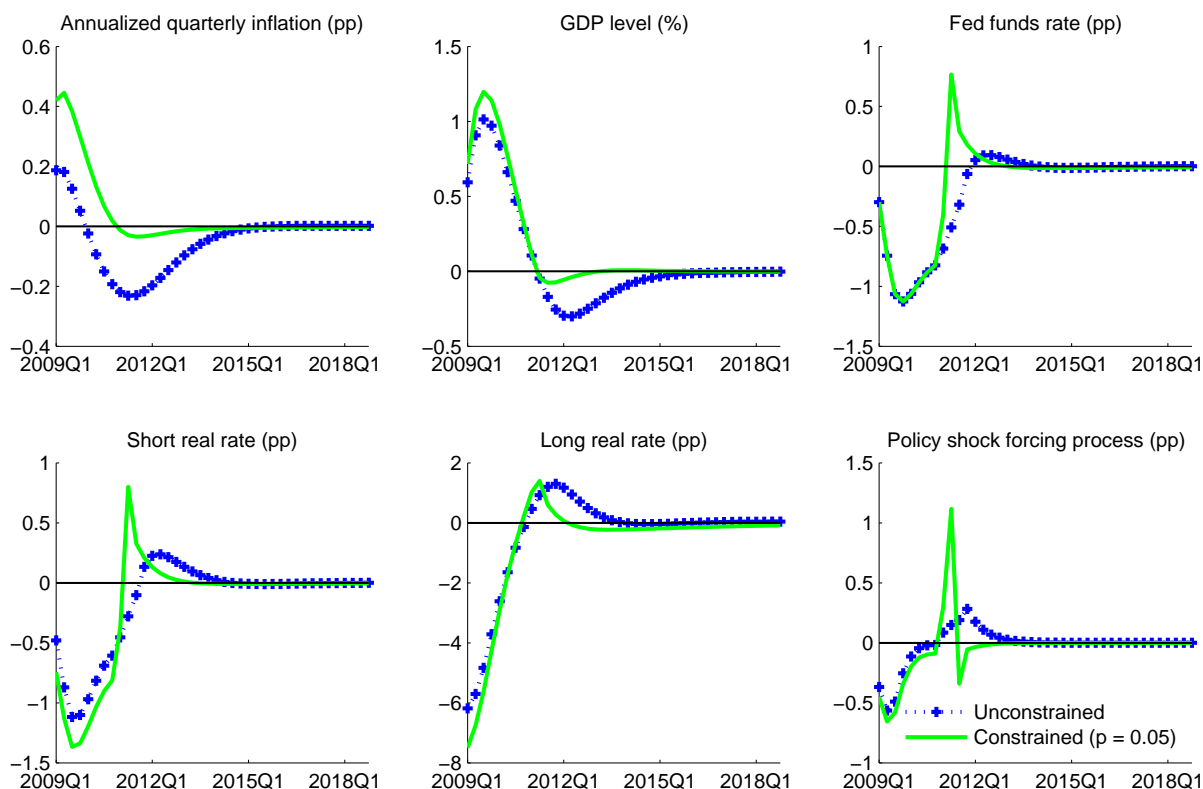 Annualized quarterly inflation (pp)
0.6
0.4
0.2
0
−0.2
−0.4
2009Q1 2012Q1 2015Q1 2018Q1
GDP level (%)
1.5
1
0.5
0
−0.5
2009Q1 2012Q1 2015Q1 2018Q1
Fed funds rate (pp)
1
0.5
0
−0.5
−1
−1.5
2009Q1 2012Q1 2015Q1 2018Q1
Short real rate (pp)
1
0.5
0
−0.5
−1
−1.5
2009Q1 2012Q1 2015Q1 2018Q1
Long real rate (pp)
2
0
−2
−4
−6
−8
2009Q1 2012Q1 2015Q1 2018Q1
Policy shock forcing process (pp)
1.5
1
0.5
0
−0.5
−1
Unconstrained
Constrained (p = 0.05)
2009Q1 2012Q1 2015Q1 2018Q1